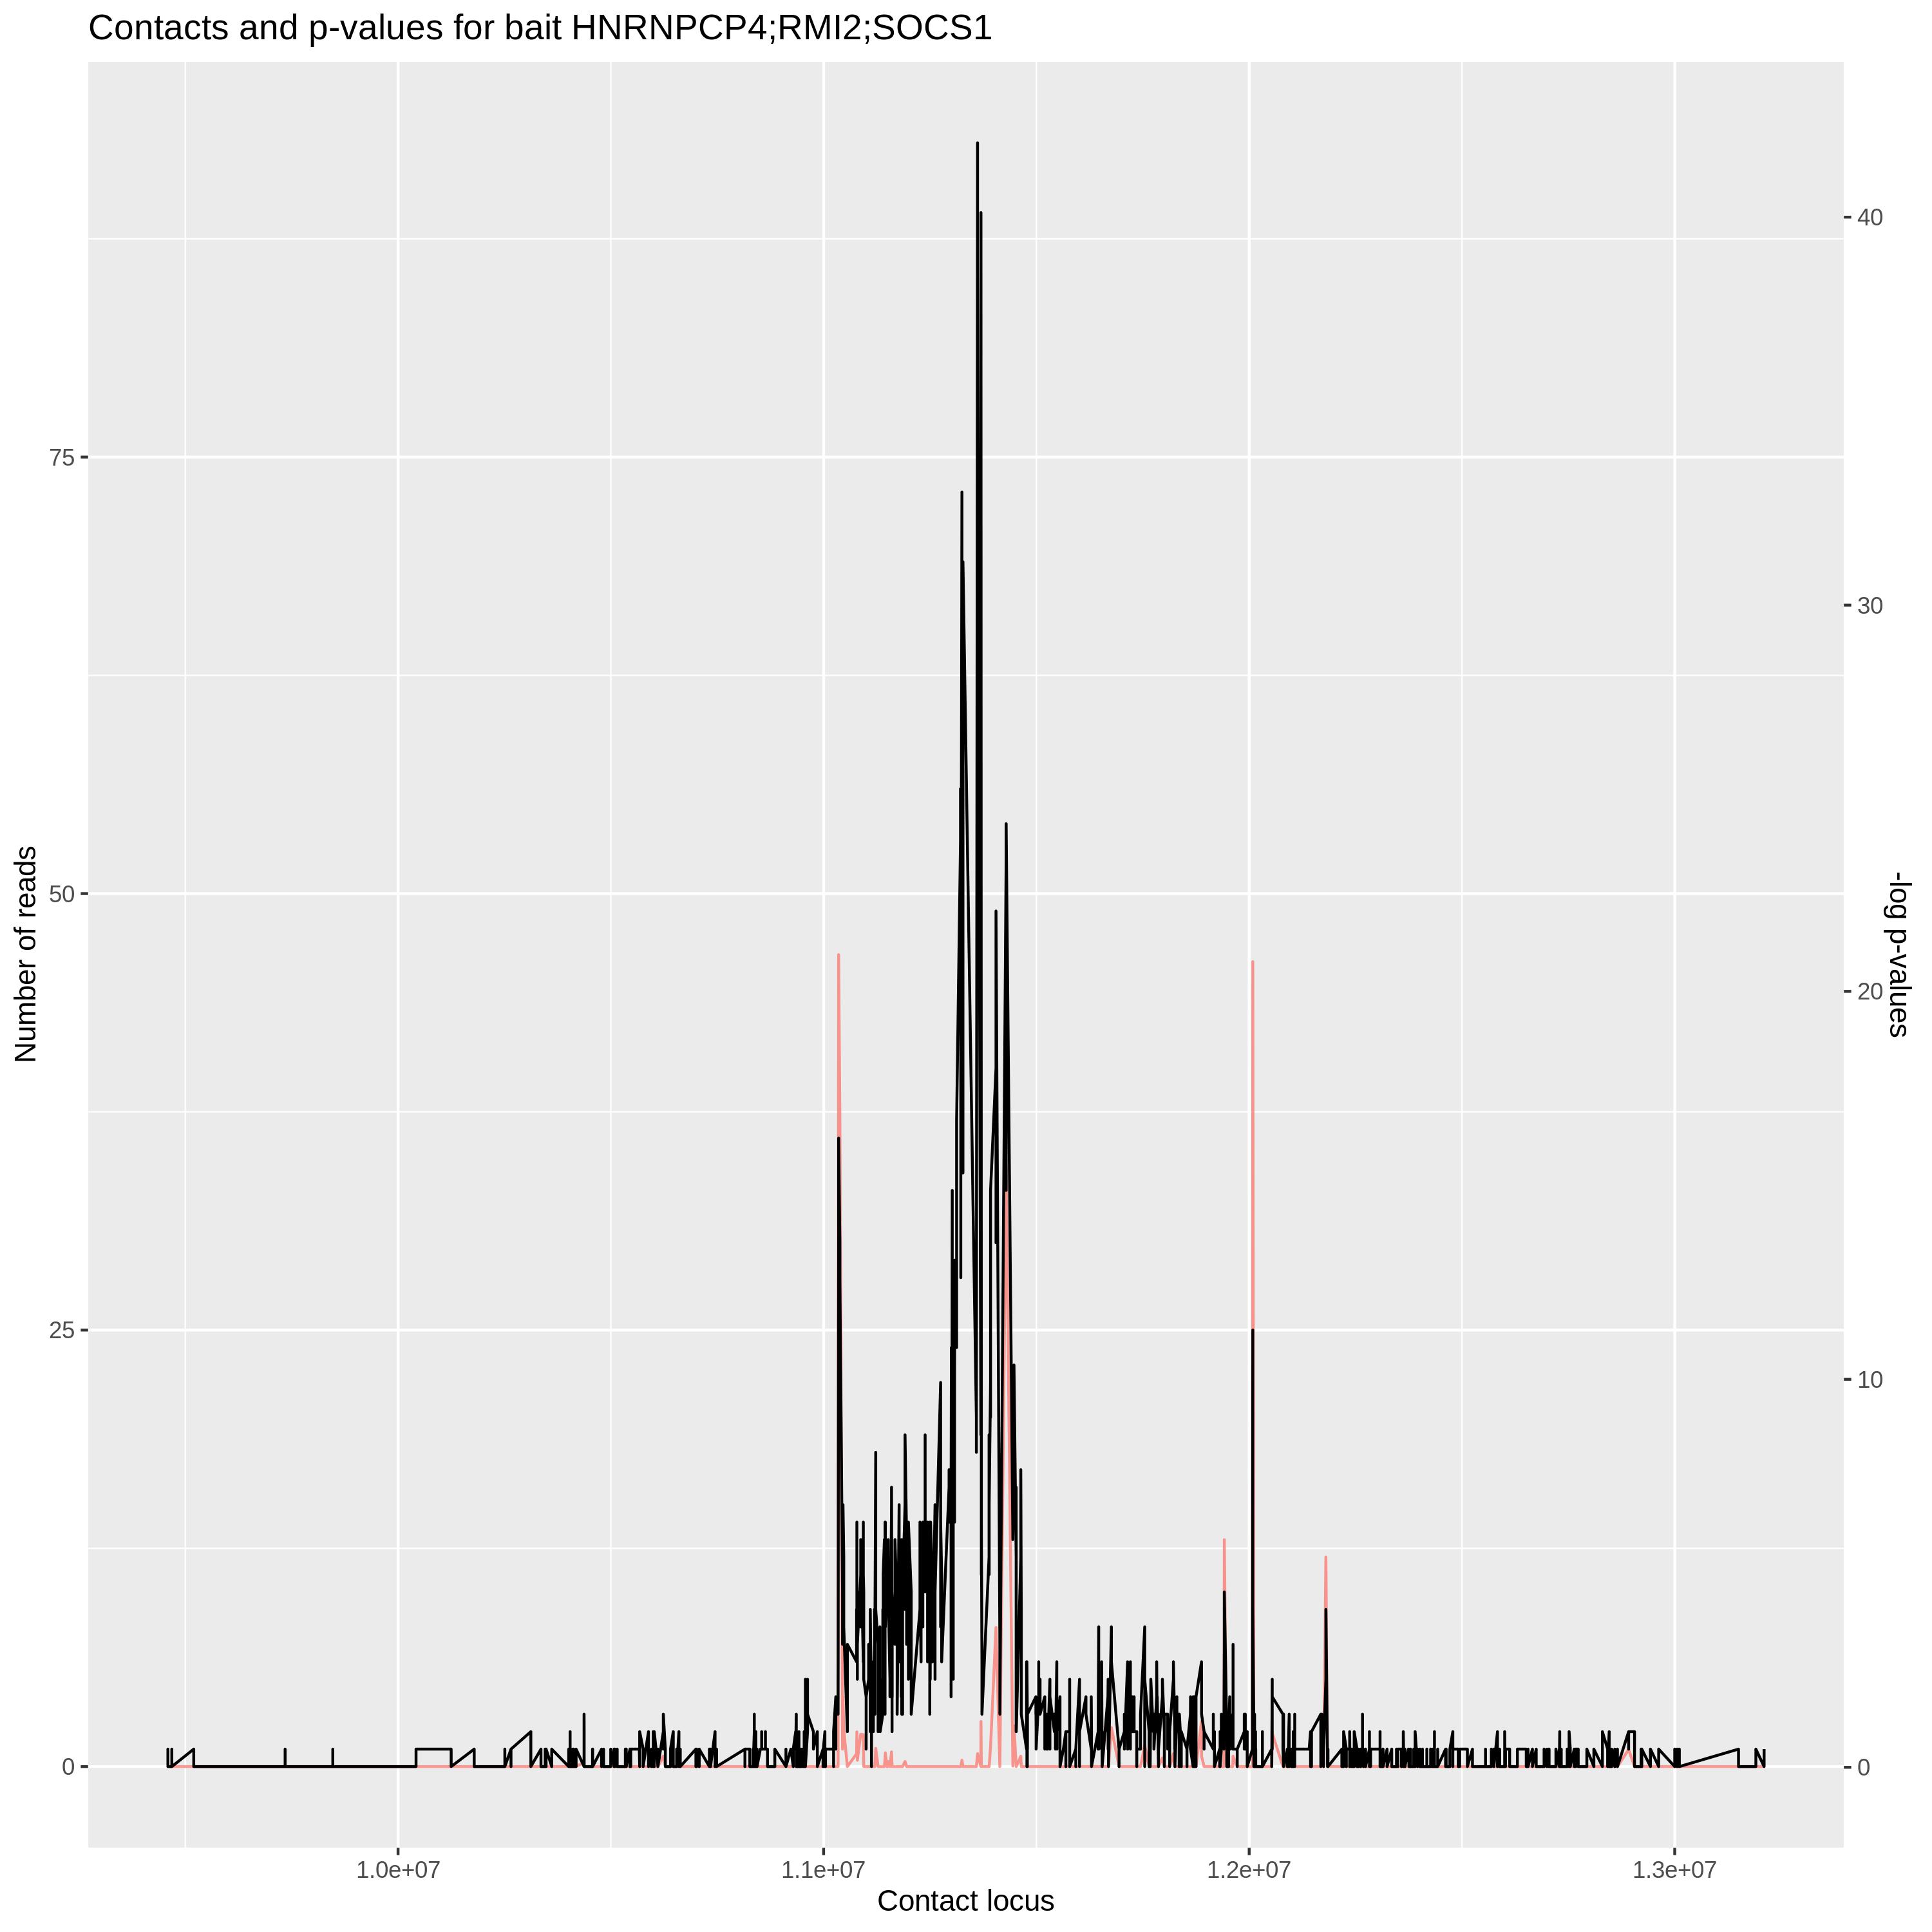 Contacts and p-values for bait HNRNPCP4;RMI2;SOCS1
Number of reads
75
50
25
0
40
30
20
10
0
-log p-values
1.0e+07
1.1e+07
1.2e+07
1.3e+07
Contact locus